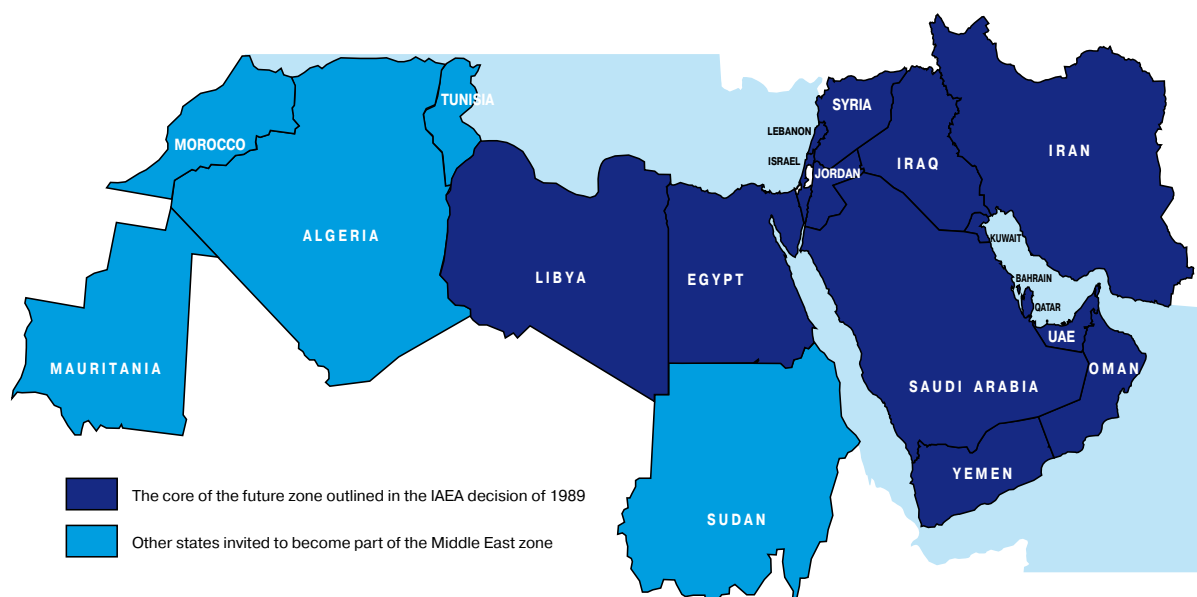 TUNISIA
SYRIA
LEBANON
MOROCCO
IRAN
ISRAEL
IRAQ
JORDAN
ALGERIA
KUWAIT
LIBYA
EGYPT
BAHRAIN
QATAR
UAE
MAURITANIA
OMAN
SAUDI ARABIA
YEMEN
The core of the future zone outlined in the IAEA decision of 1989
SUDAN
Other states invited to become part of the Middle East zone